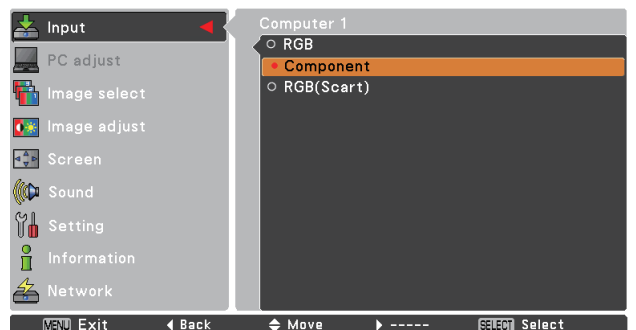 Input
PC adjust
Image select
Image adjust
Screen
Sound
Setting
Information
Network
Computer 1
RGB
Component
RGB(Scart)
MENU Exit ◀ Back Move ▶ ----- SELECT Select